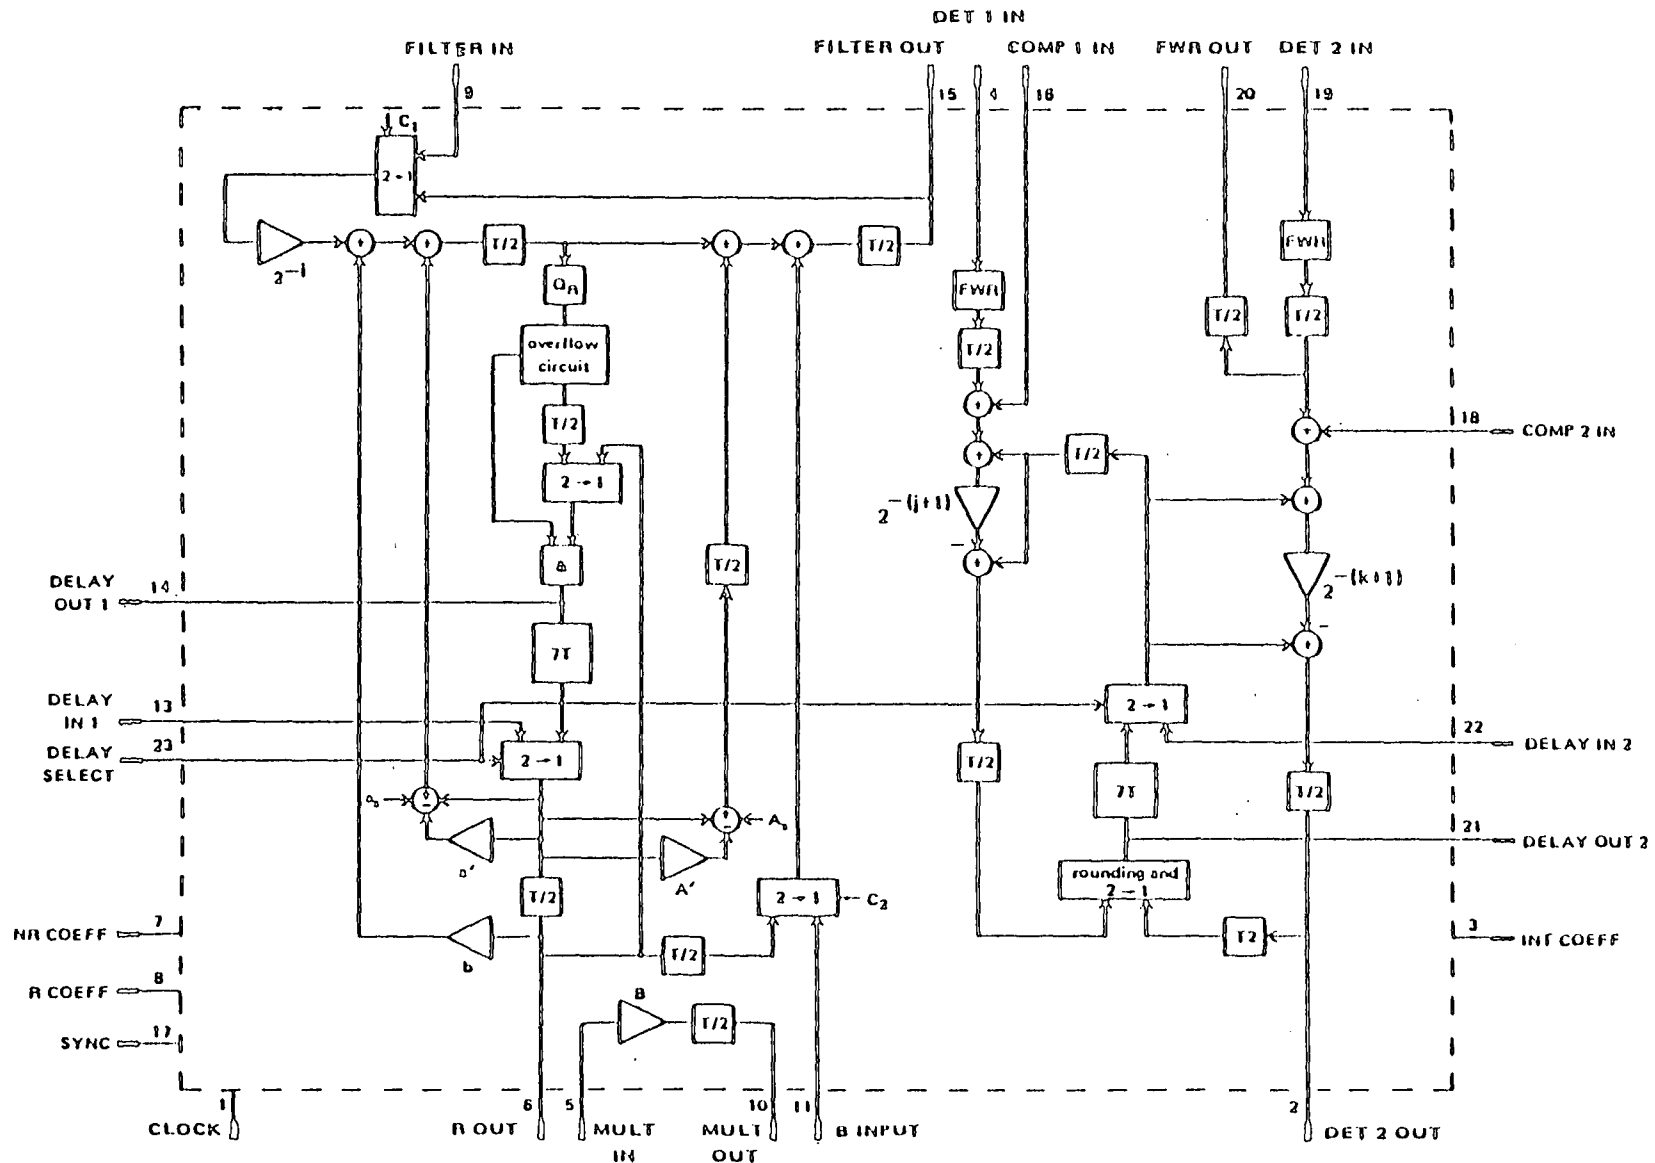 DET 1 IN
FILTER IN
FILTER OUT
COMP 1 IN
FWR OUT
DET 2 IN
9
15
4
16
20
19
C1
2→1
2^-i
+
+
T/2
+
+
T/2
QR
overflow
circuit
T/2
2→1
&
T/2
FWR
T/2
+
+
T/2
2^-(j+1)
-
+
FWR
T/2
T/2
+
18
COMP 2 IN
+
2^-(k+1)
-
+
DELAY
OUT 1
14
7T
DELAY
IN 1
13
DELAY
SELECT
23
2→1
2→1
22
DELAY IN 2
T/2
7T
T/2
+
-
+
-
a'
A'
21
DELAY OUT 2
rounding and
2→1
T/2
2→1
C2
NR COEFF
7
b
T/2
T2
3
INT COEFF
R COEFF
8
B
T/2
SYNC
17
1
CLOCK
6
R OUT
5
MULT
IN
10
MULT
OUT
11
B INPUT
2
DET 2 OUT